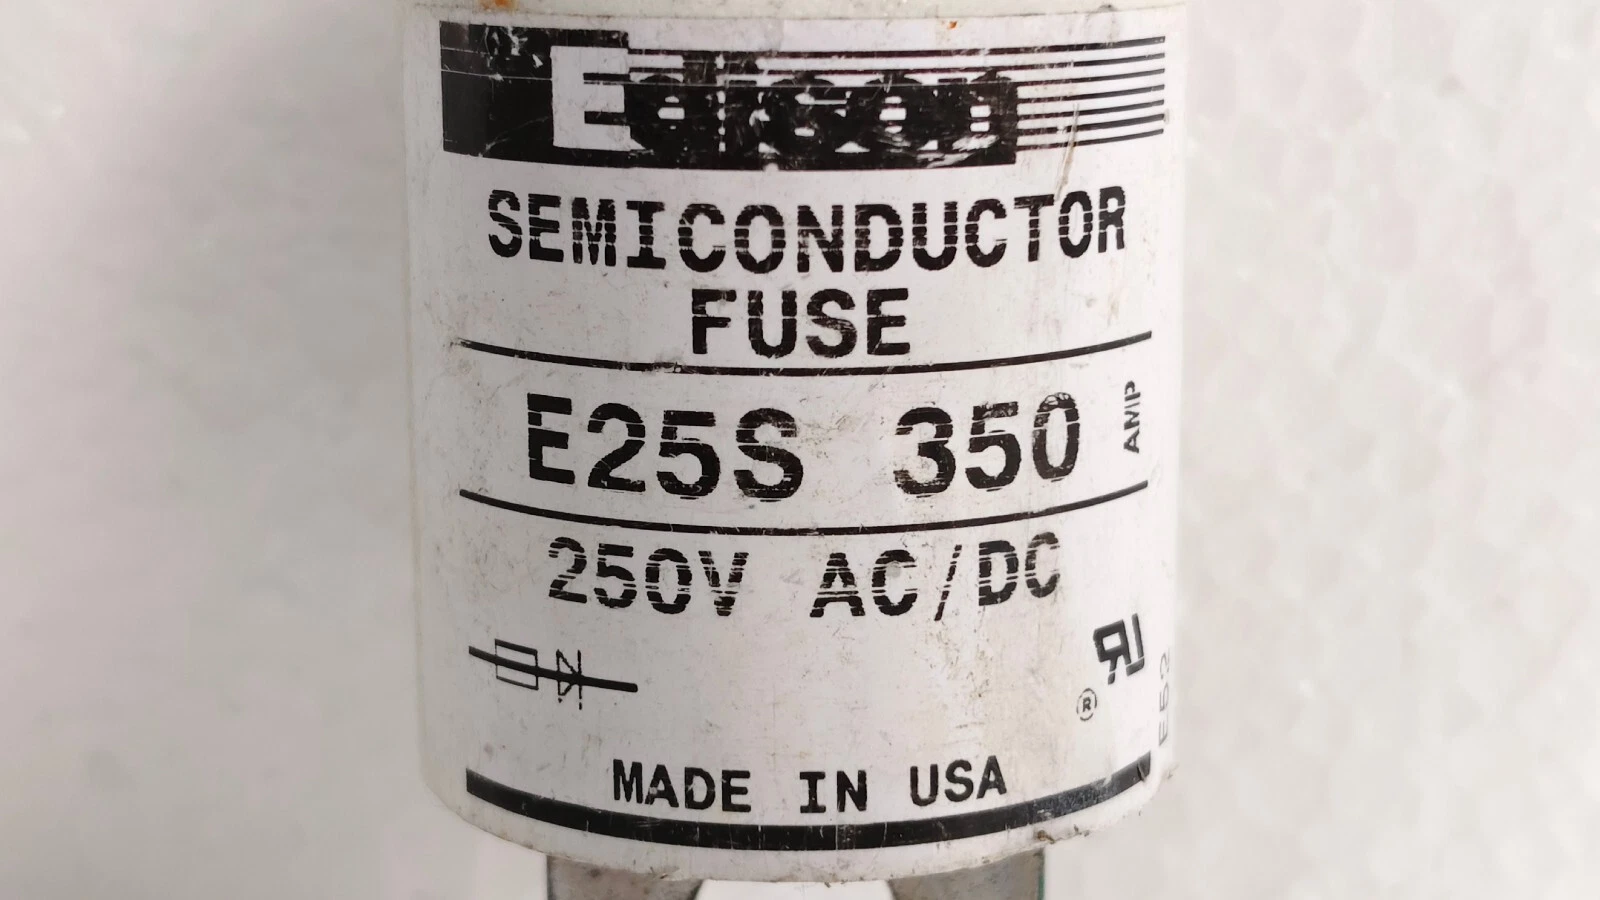 SEMICONDUCTOR
FUSE
E25S 350 AMP
250V AC/DC
®
MADE IN USA